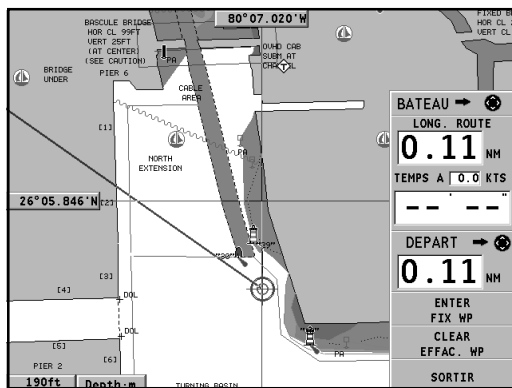 80°07.020'W
BASCULE BRIDGE
HOR CL 99FT
VERT 25FT
(AT CENTER)
(SEE CAUTION)
PIER 6
BRIDGE
UNDER
PA
OVHD CAB
SUBM AT
FIXED
HOR CL
VERT CL
CABLE
AREA
[1]
NORTH
EXTENSION
PA
26°05.846'N
[2]
"38"
"39"
[3]
[4]
DOL
DOL
[5]
[6]
PIER 2
PA
TURNING BASIN
190ft
Depth:m
BATEAU
LONG. ROUTE
0.11 NM
TEMPS A 0.0 KTS
-- ' --"
DEPART
0.11 NM
ENTER
FIX WP
CLEAR
EFFAC. WP
SORTIR